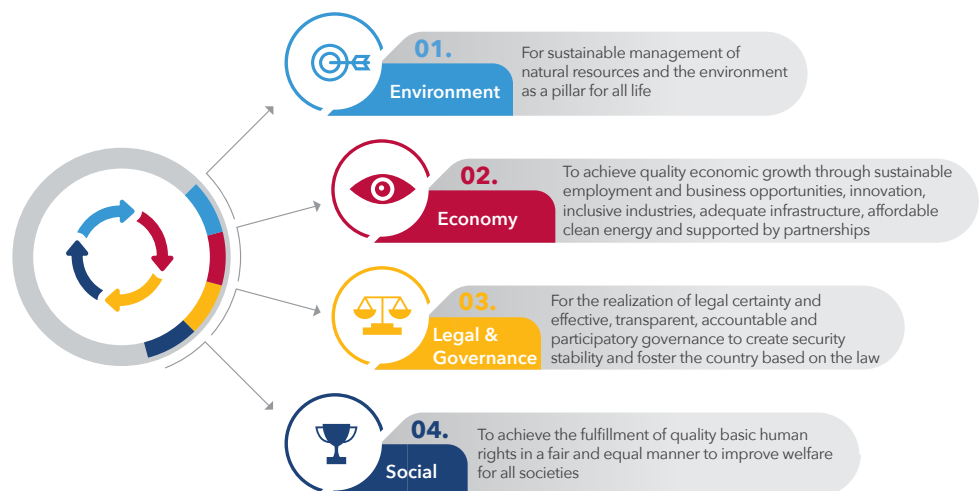 01.
Environment
For sustainable management of
natural resources and the environment
as a pillar for all life
02.
Economy
To achieve quality economic growth through sustainable
employment and business opportunities, innovation,
inclusive industries, adequate infrastructure, affordable
clean energy and supported by partnerships
03.
Legal &
Governance
For the realization of legal certainty and
effective, transparent, accountable and
participatory governance to create security
stability and foster the country based on the law
04.
Social
To achieve the fulfillment of quality basic human
rights in a fair and equal manner to improve welfare
for all societies